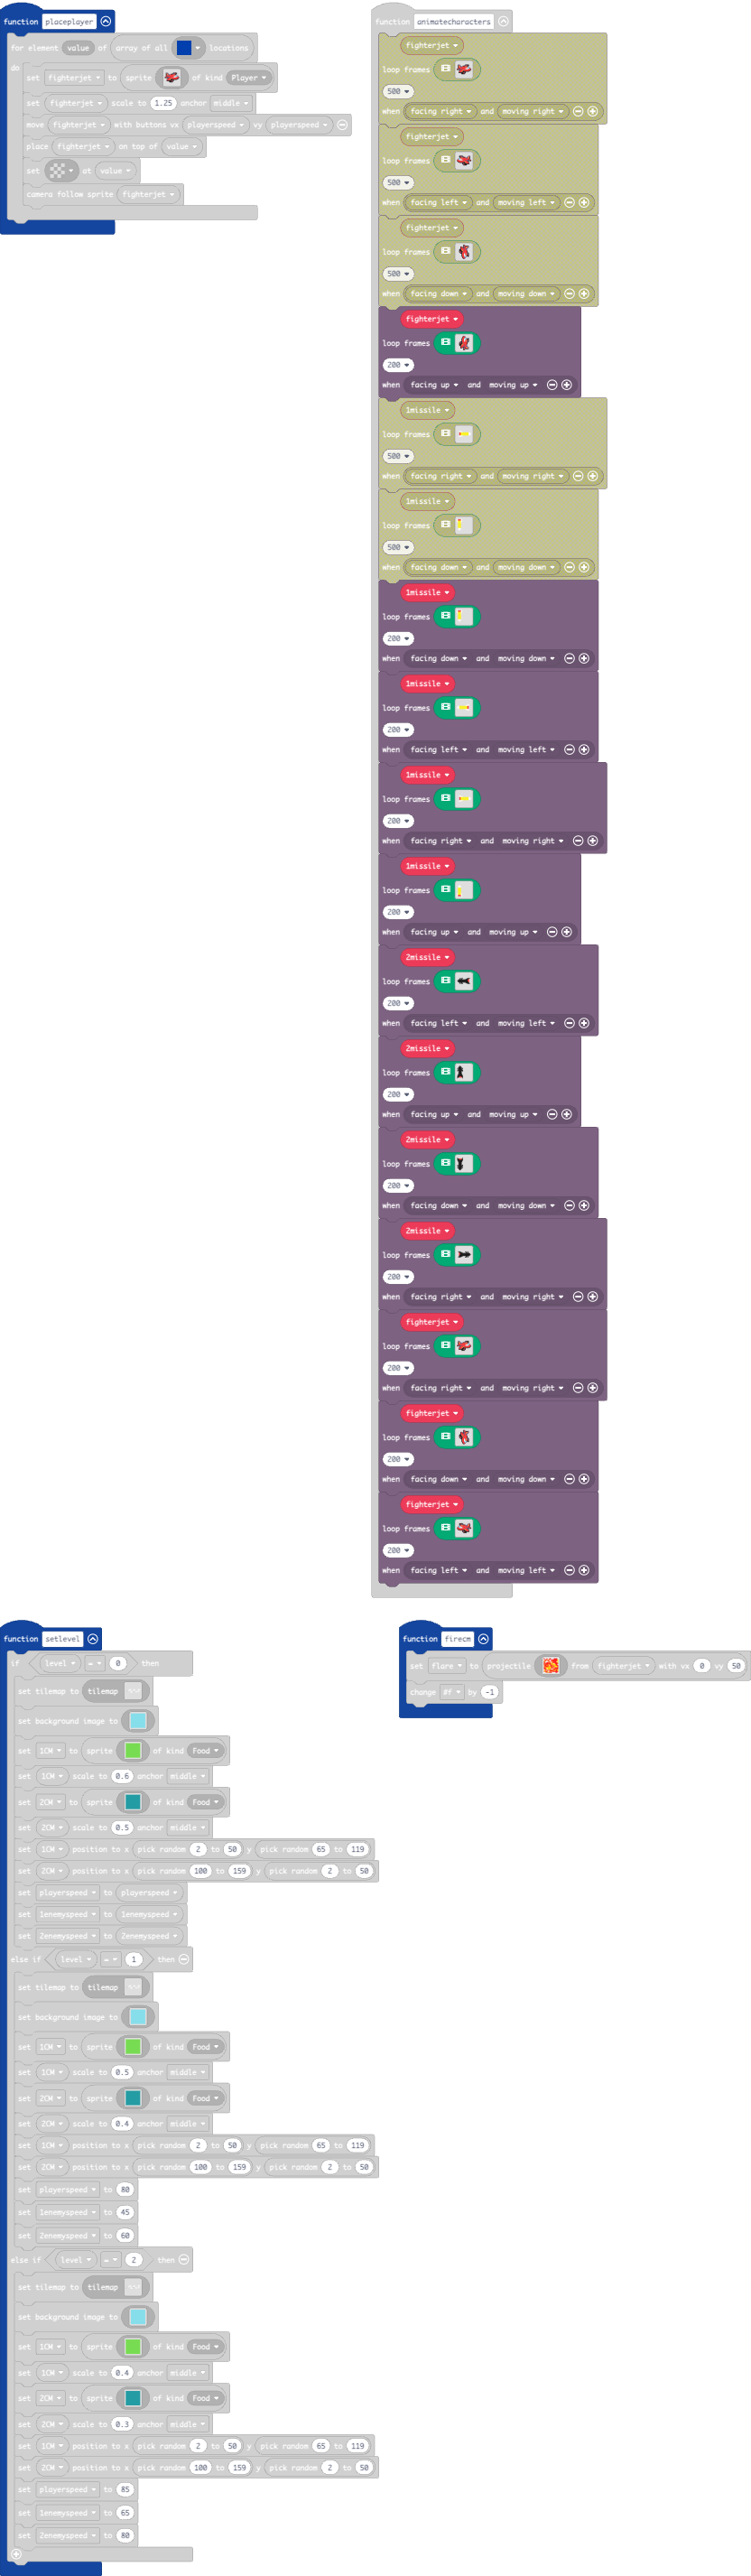 function placeplayer
for element value of array of all locations
do
set fighterjet to sprite of kind Player
set fighterjet scale to 1.25 anchor middle
move fighterjet with buttons vx playerspeed vy playerspeed
place fighterjet on top of value
set at value
camera follow sprite fighterjet
function animatecharacters
fighterjet
loop frames
500
when facing right and moving right
fighterjet
loop frames
500
when facing left and moving left
fighterjet
loop frames
500
when facing down and moving down
fighterjet
loop frames
200
when facing up and moving up
1missile
loop frames
500
when facing right and moving right
1missile
loop frames
500
when facing down and moving down
1missile
loop frames
200
when facing down and moving down
1missile
loop frames
200
when facing left and moving left
1missile
loop frames
200
when facing right and moving right
1missile
loop frames
200
when facing up and moving up
2missile
loop frames
200
when facing left and moving left
2missile
loop frames
200
when facing up and moving up
2missile
loop frames
200
when facing down and moving down
2missile
loop frames
200
when facing right and moving right
fighterjet
loop frames
200
when facing right and moving right
fighterjet
loop frames
200
when facing down and moving down
fighterjet
loop frames
200
when facing left and moving left
function setlevel
if level = 0 then
set tilemap to tilemap
set background image to
set 1CM to sprite of kind Food
set 1CM scale to 0.6 anchor middle
set 2CM to sprite of kind Food
set 2CM scale to 0.5 anchor middle
set 1CM position to x pick random 2 to 50 y pick random 65 to 119
set 2CM position to x pick random 100 to 159 y pick random 2 to 50
set playerspeed to playerspeed
set 1enemyspeed to 1enemyspeed
set 2enemyspeed to 2enemyspeed
else if level = 1 then
set tilemap to tilemap
set background image to
set 1CM to sprite of kind Food
set 1CM scale to 0.5 anchor middle
set 2CM to sprite of kind Food
set 2CM scale to 0.4 anchor middle
set 1CM position to x pick random 2 to 50 y pick random 65 to 119
set 2CM position to x pick random 100 to 159 y pick random 2 to 50
set playerspeed to 80
set 1enemyspeed to 45
set 2enemyspeed to 60
else if level = 2 then
set tilemap to tilemap
set background image to
set 1CM to sprite of kind Food
set 1CM scale to 0.4 anchor middle
set 2CM to sprite of kind Food
set 2CM scale to 0.3 anchor middle
set 1CM position to x pick random 2 to 50 y pick random 65 to 119
set 2CM position to x pick random 100 to 159 y pick random 2 to 50
set playerspeed to 85
set 1enemyspeed to 65
set 2enemyspeed to 80
function firecm
set flare to projectile from fighterjet with vx 0 vy 50
change #f by -1